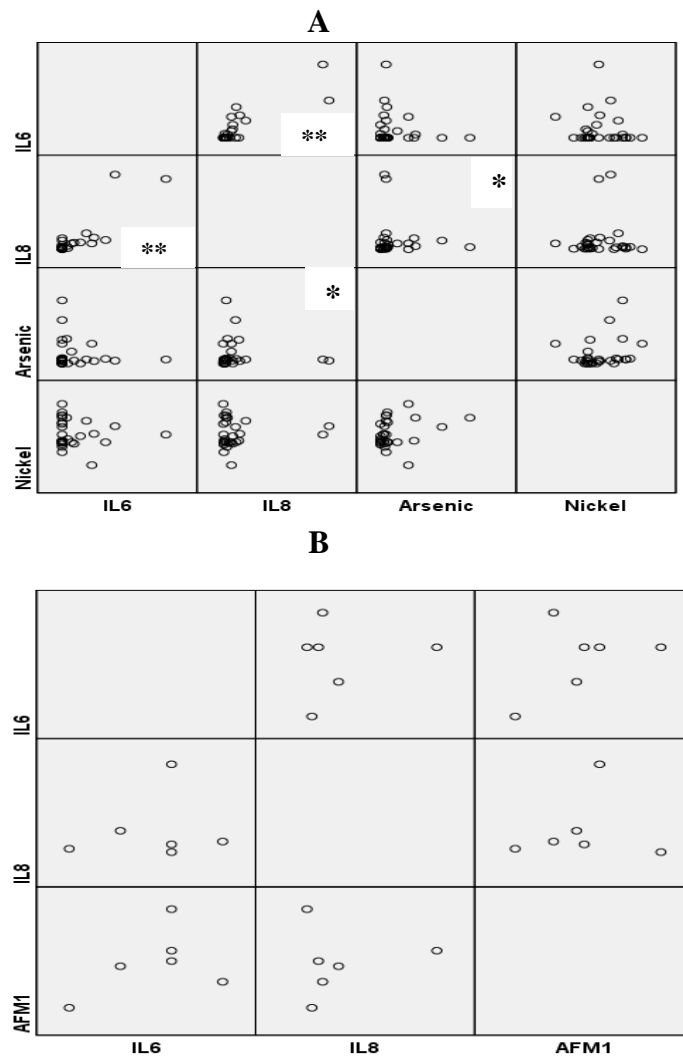 A
IL6
**
IL8
**
*
Arsenic
*
Nickel
IL6 IL8 Arsenic Nickel
B
IL6
IL8
AFM1
IL6 IL8 AFM1